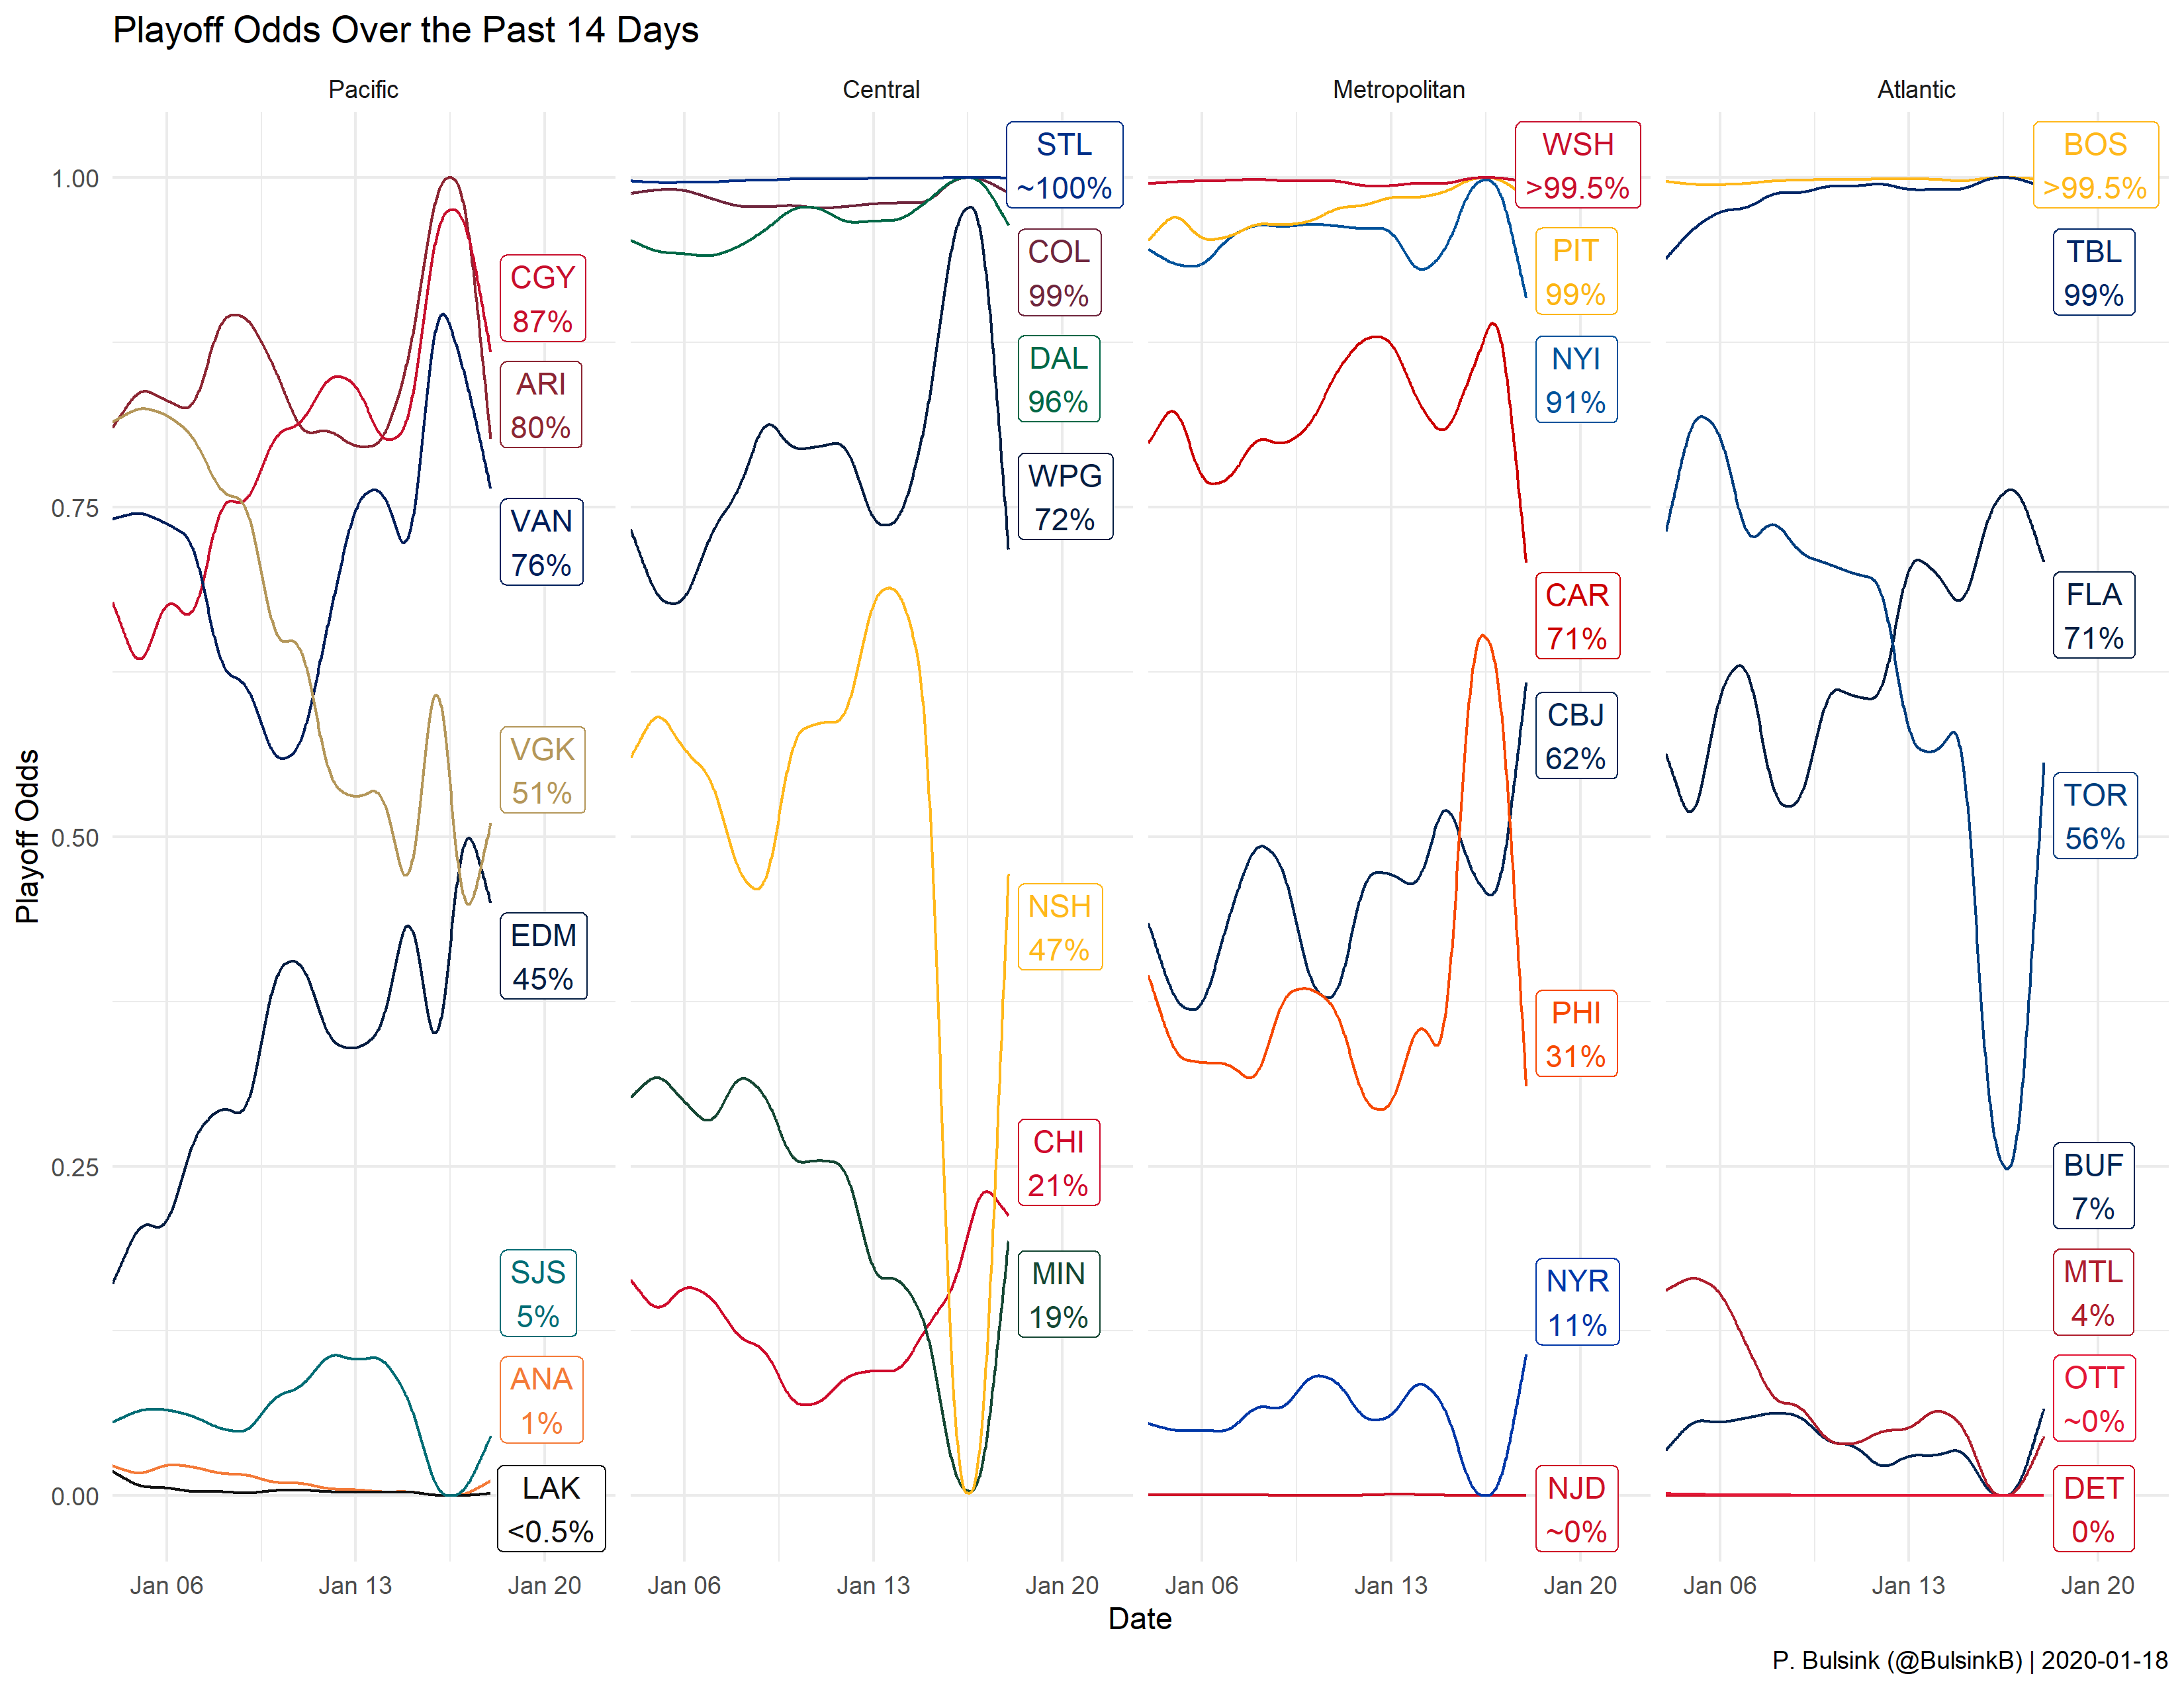 Playoff Odds Over the Past 14 Days
Pacific
Central
Metropolitan
Atlantic
Playoff Odds
1.00
0.75
0.50
0.25
0.00
CGY
87%
ARI
80%
VAN
76%
VGK
51%
EDM
45%
SJS
5%
ANA
1%
LAK
<0.5%
STL
~100%
COL
99%
DAL
96%
WPG
72%
NSH
47%
CHI
21%
MIN
19%
WSH
>99.5%
PIT
99%
NYI
91%
CAR
71%
CBJ
62%
PHI
31%
NYR
11%
NJD
~0%
BOS
>99.5%
TBL
99%
FLA
71%
TOR
56%
BUF
7%
MTL
4%
OTT
~0%
DET
0%
Jan 06
Jan 13
Jan 20
Jan 06
Jan 13
Jan 20
Jan 06
Jan 13
Jan 20
Jan 06
Jan 13
Jan 20
Date
P. Bulsink (@BulsinkB) | 2020-01-18